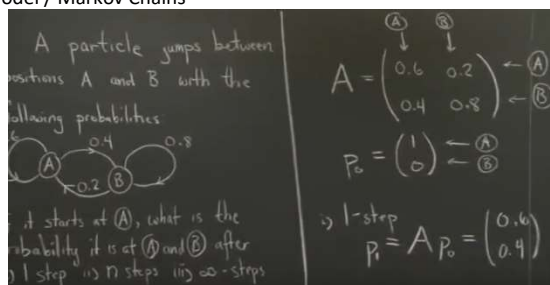 Markov Chains
A particle jumps between
positions A and B with the
following probabilities:
0.4
0.8
A
B
0.2
it starts at A, what is the
probability it is at A and B after
1 step ii) n steps iii) ∞-steps
A B
A = ( 0.6 0.2 ) ← A
( 0.4 0.8 ) ← B
p₀ = ( 1 ) ← A
( 0 ) ← B
i) 1-step
p₁ = A p₀ = ( 0.6 )
( 0.4 )